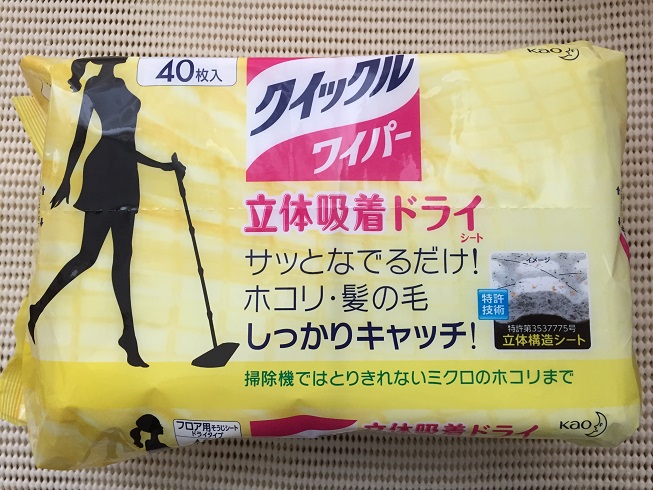 40枚入
Kao
クイックル
ワイパー
立体吸着ドライ
シート
サッとなでるだけ!
ホコリ・髪の毛
しっかりキャッチ!
イメージ
特許
技術
特許第3537775号
立体構造シート
掃除機ではとりきれないミクロのホコリまで
フロア用そうじシート
ドライタイプ
立体吸着ドライ
Kao